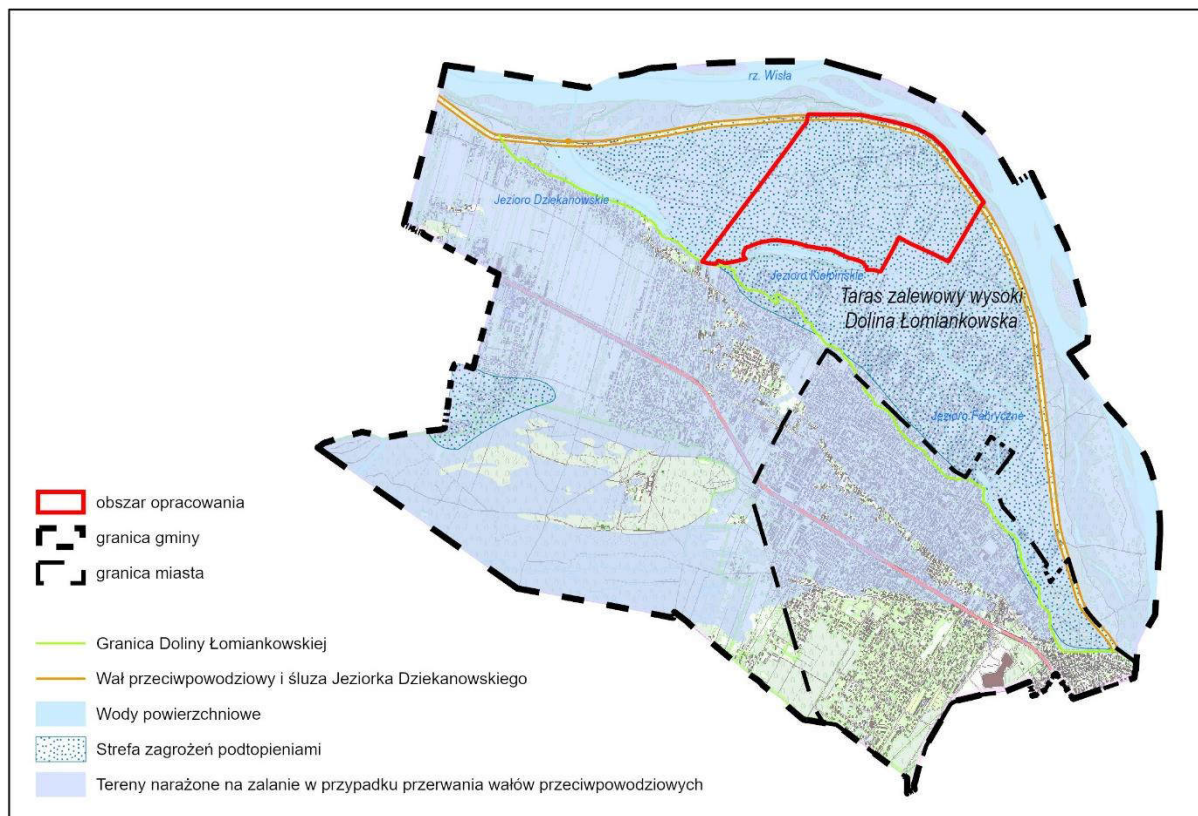 rz. Wisła
Jezioro Dziekanowskie
Jezioro Kiełpińskie
Taras zalewowy wysoki
Dolina Łomiankowska
Jezioro Fabryczne
obszar opracowania
granica gminy
granica miasta
Granica Doliny Łomiankowskiej
Wał przeciwpowodziowy i śluza Jeziorka Dziekanowskiego
Wody powierzchniowe
Strefa zagrożeń podtopieniami
Tereny narażone na zalanie w przypadku przerwania wałów przeciwpowodziowych